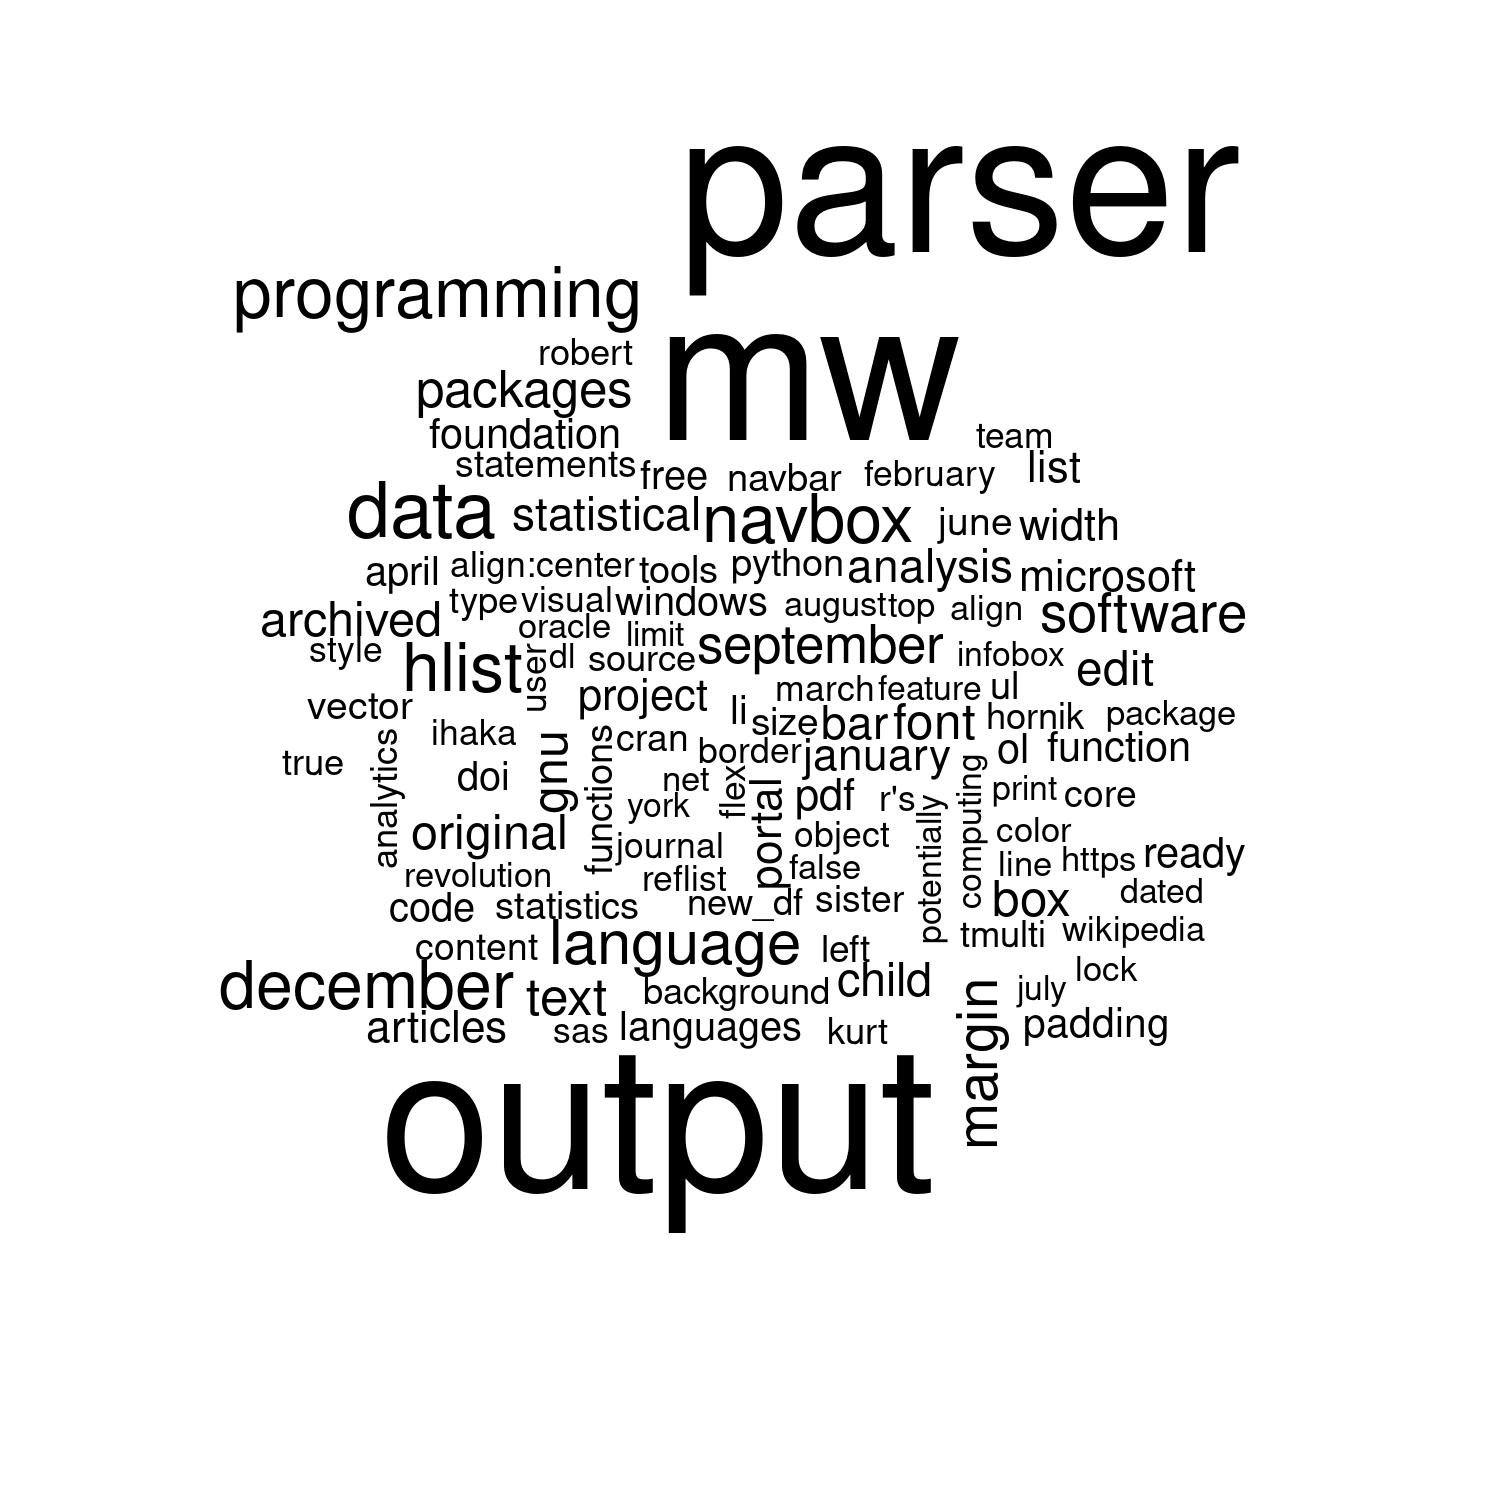 parser
programming
mw
robert
packages
foundation
team
statements
free
navbar
february
list
data
statistical
navbox
june
width
april
align:center
tools
python
analysis
microsoft
archived
type
visual
windows
august
top
align
software
style
oracle
limit
hlist
user
dl
source
september
infobox
edit
vector
project
li
march
feature
ul
size
bar
font
hornik
package
ihaka
cran
border
january
ol
function
true
analytics
doi
gnu
functions
net
york
flex
portal
pdf
r's
potentially
computing
print
core
original
journal
object
color
false
line
https
ready
revolution
reflist
code
statistics
new_df
sister
box
dated
content
language
left
tmulti
wikipedia
december
text
background
child
margin
july
lock
articles
sas
languages
kurt
padding
output